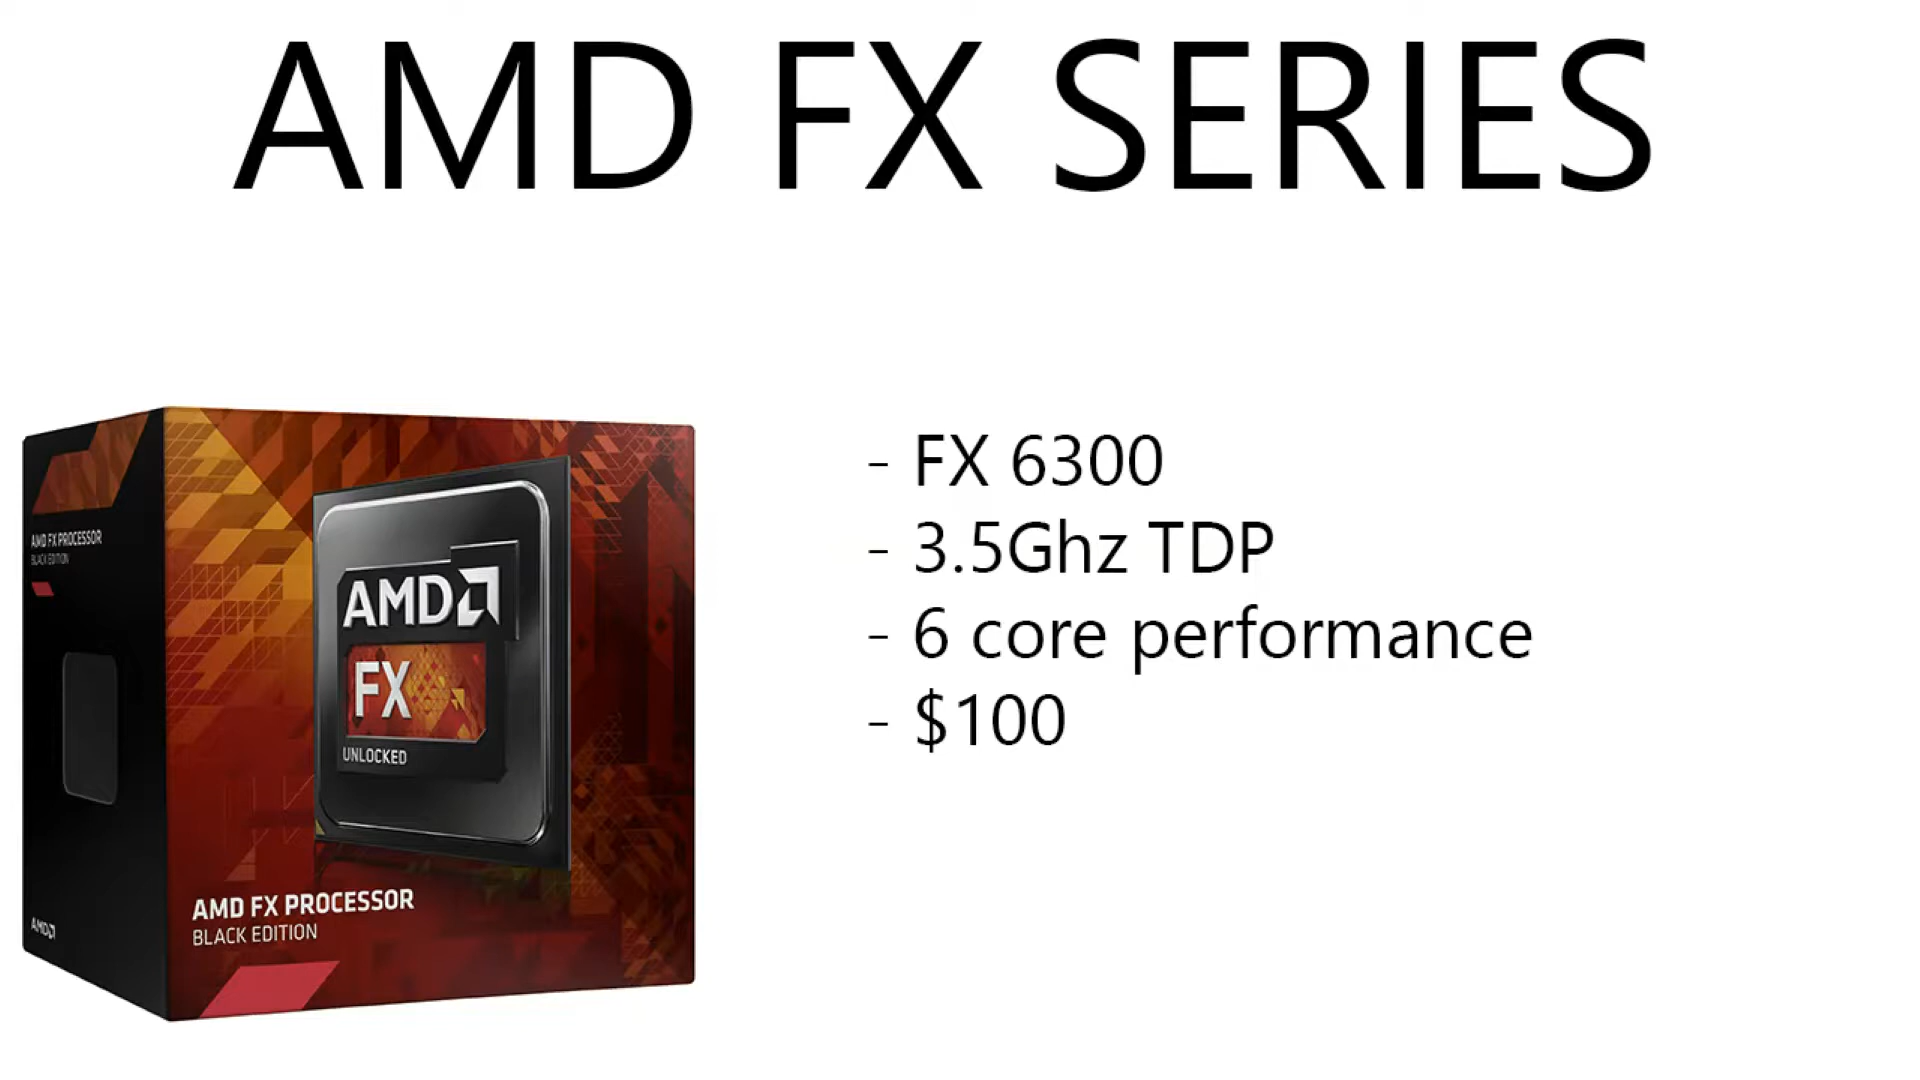 AMD FX SERIES
AMD FX PROCESSOR
BLACK EDITION
AMD
AMD
FX
UNLOCKED
AMD FX PROCESSOR
BLACK EDITION
- FX 6300
- 3.5Ghz TDP
- 6 core performance
- $100